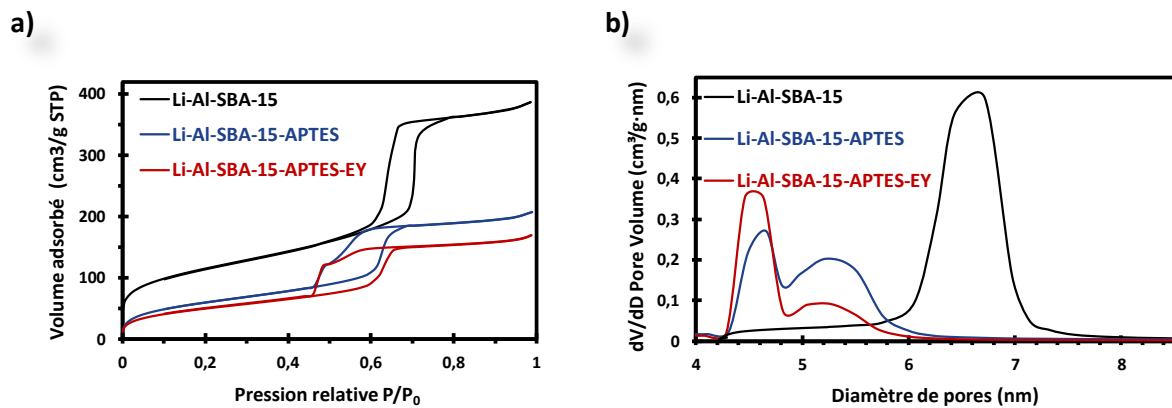 a)
Volume adsorbé (cm3/g STP)
400
300
200
100
0
Li-Al-SBA-15
Li-Al-SBA-15-APTES
Li-Al-SBA-15-APTES-EY
0 0,2 0,4 0,6 0,8 1
Pression relative P/P₀
b)
dV/dD Pore Volume (cm³/g·nm)
0,6
0,5
0,4
0,3
0,2
0,1
0
Li-Al-SBA-15
Li-Al-SBA-15-APTES
Li-Al-SBA-15-APTES-EY
4 5 6 7 8
Diamètre de pores (nm)